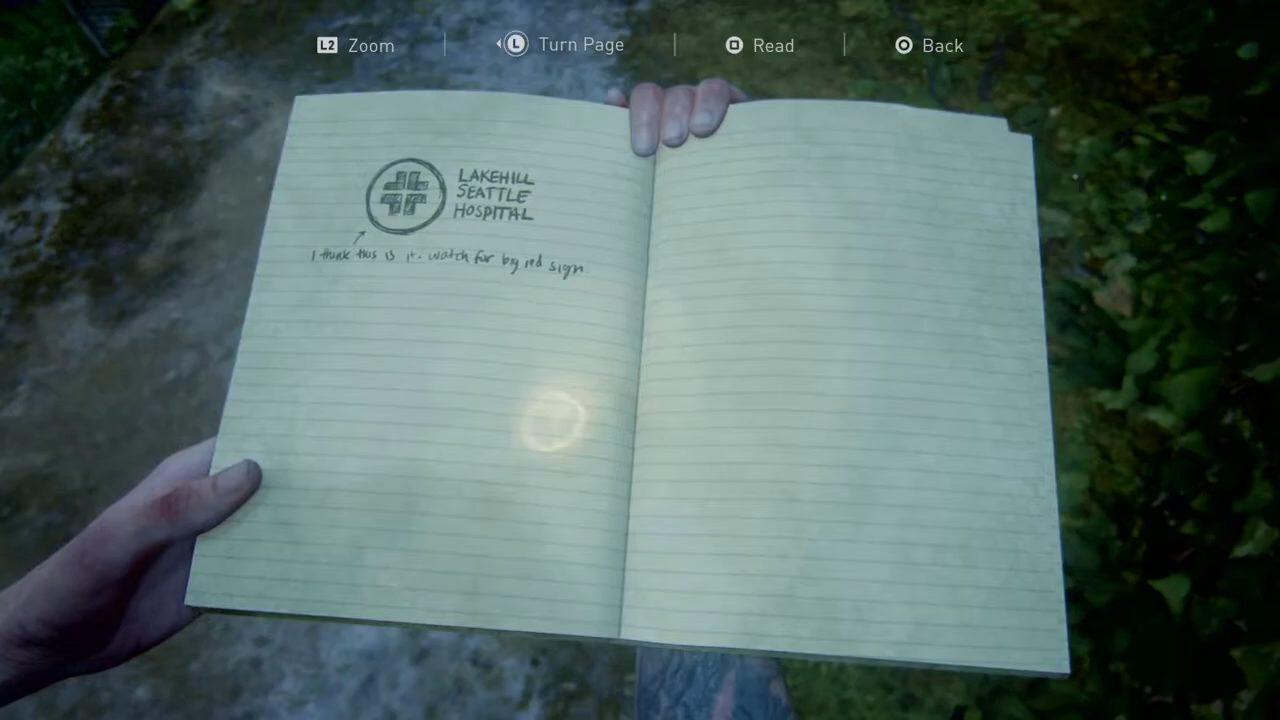 L2 Zoom
L Turn Page
Read
Back
LAKEHILL
SEATTLE
HOSPITAL
I think this is it. watch for big red sign.